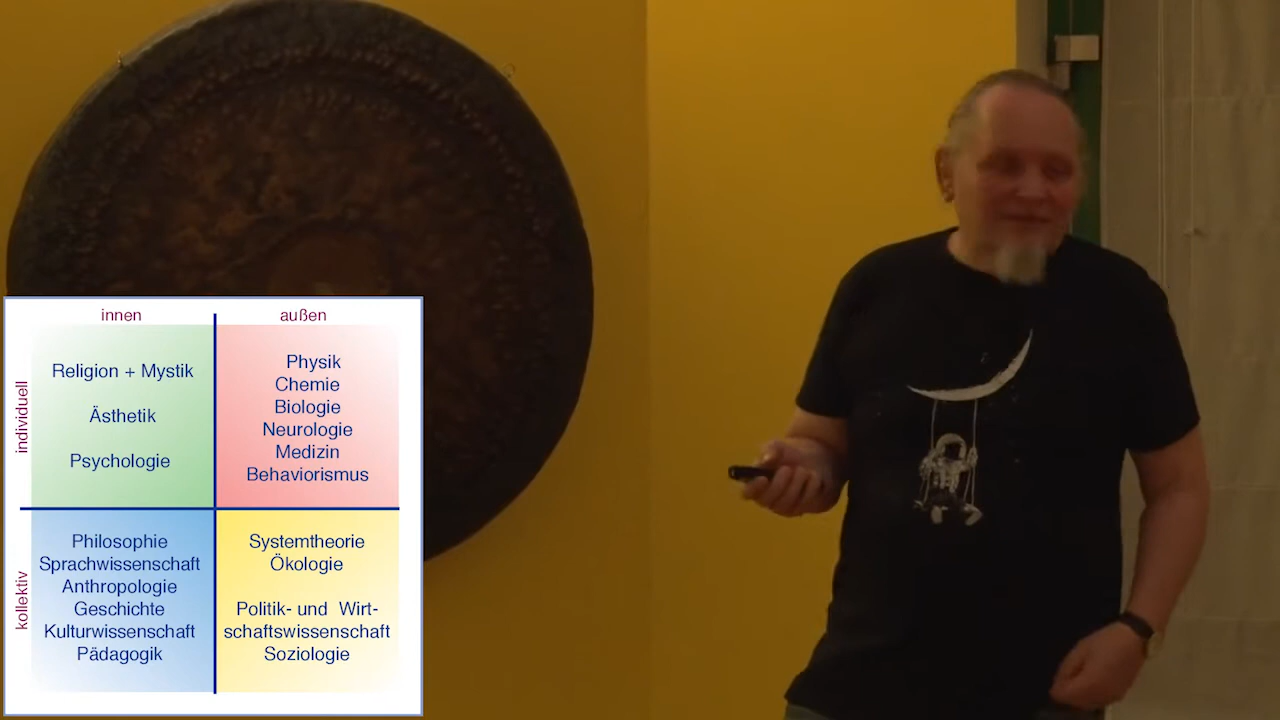 innen
außen
individuell
Religion + Mystik
Ästhetik
Psychologie
Physik
Chemie
Biologie
Neurologie
Medizin
Behaviorismus
kollektiv
Philosophie
Sprachwissenschaft
Anthropologie
Geschichte
Kulturwissenschaft
Pädagogik
Systemtheorie
Ökologie
Politik- und Wirt-
schaftswissenschaft
Soziologie